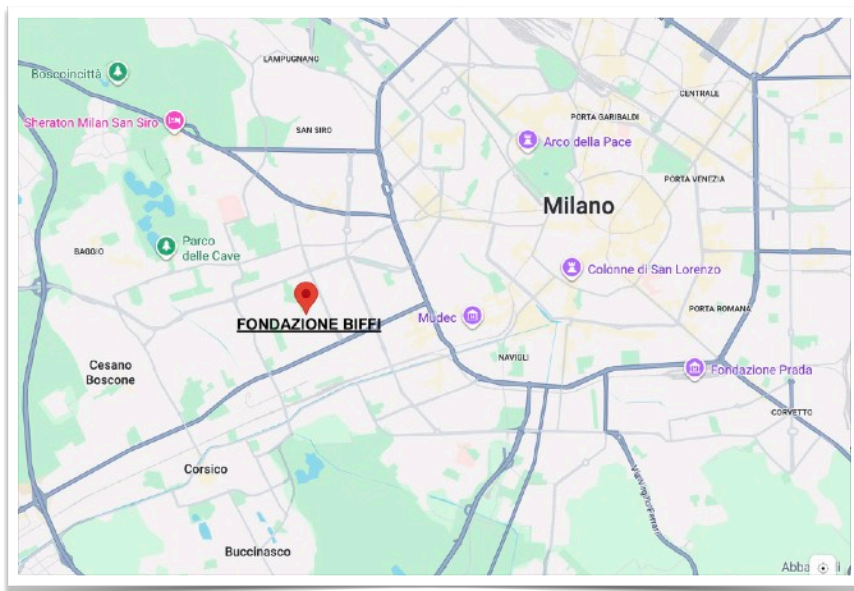 LAMPUGNANO
Boscoincittà
CENTRALE
PORTA GARIBALDI
Sheraton Milan San Siro
SAN SIRO
Arco della Pace
PORTA VENEZIA
Milano
Parco
delle Cave
BAGGIO
Colonne di San Lorenzo
PORTA ROMANA
Mudec
FONDAZIONE BIFFI
NAVIGLI
Cesano
Boscone
Fondazione Prada
CORVETTO
Corsico
Buccinasco